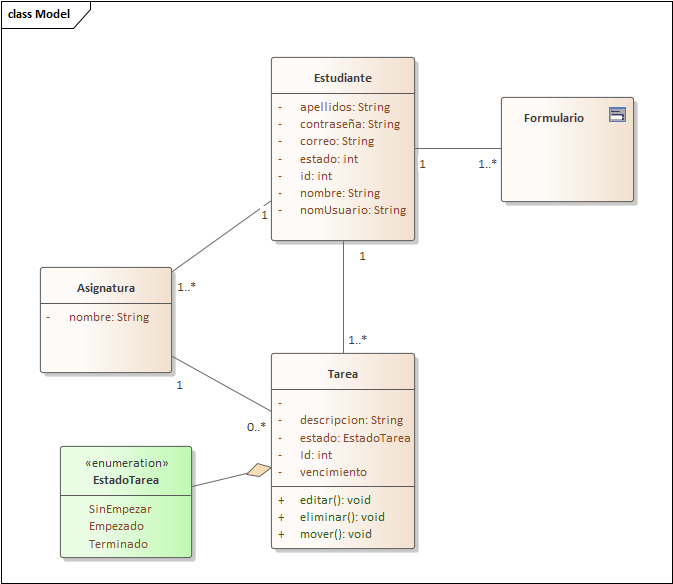 class Model
Estudiante
- apellidos: String
- contraseña: String
- correo: String
- estado: int
- id: int
- nombre: String
- nomUsuario: String
Formulario
1
1..*
1
1..*
1
1..*
Asignatura
- nombre: String
1
0..*
Tarea
-
- descripcion: String
- estado: EstadoTarea
- Id: int
- vencimiento
+ editar(): void
+ eliminar(): void
+ mover(): void
«enumeration»
EstadoTarea
SinEmpezar
Empezado
Terminado